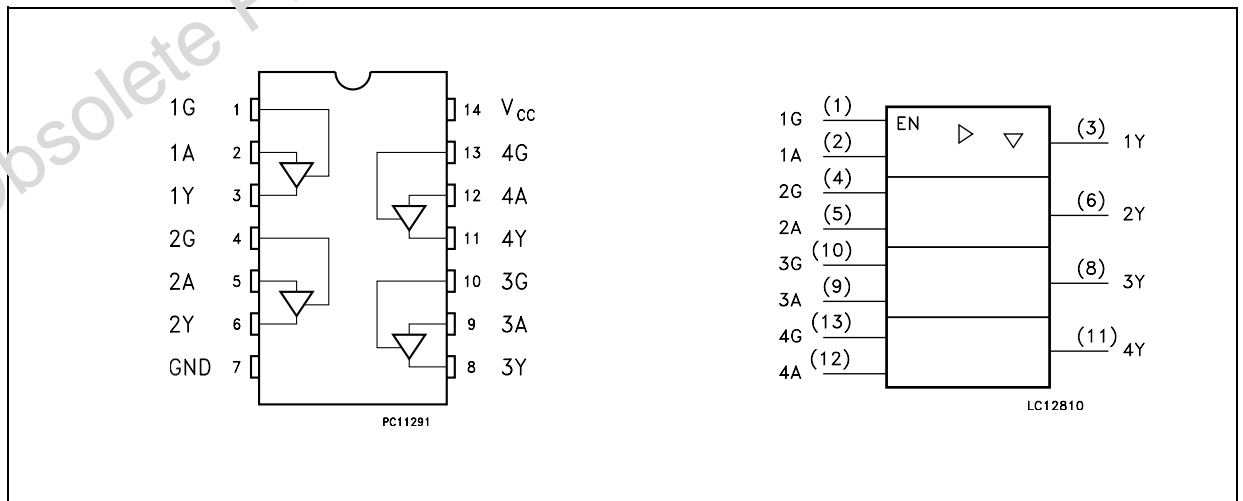 1G 1 14 VCC
1A 2 13 4G
1Y 3 12 4A
2G 4 11 4Y
2A 5 10 3G
2Y 6 9 3A
GND 7 8 3Y
PC11291
1G (1) EN (3) 1Y
1A (2)
2G (4) (6) 2Y
2A (5)
3G (10) (8) 3Y
3A (9)
4G (13) (11) 4Y
4A (12)
LC12810